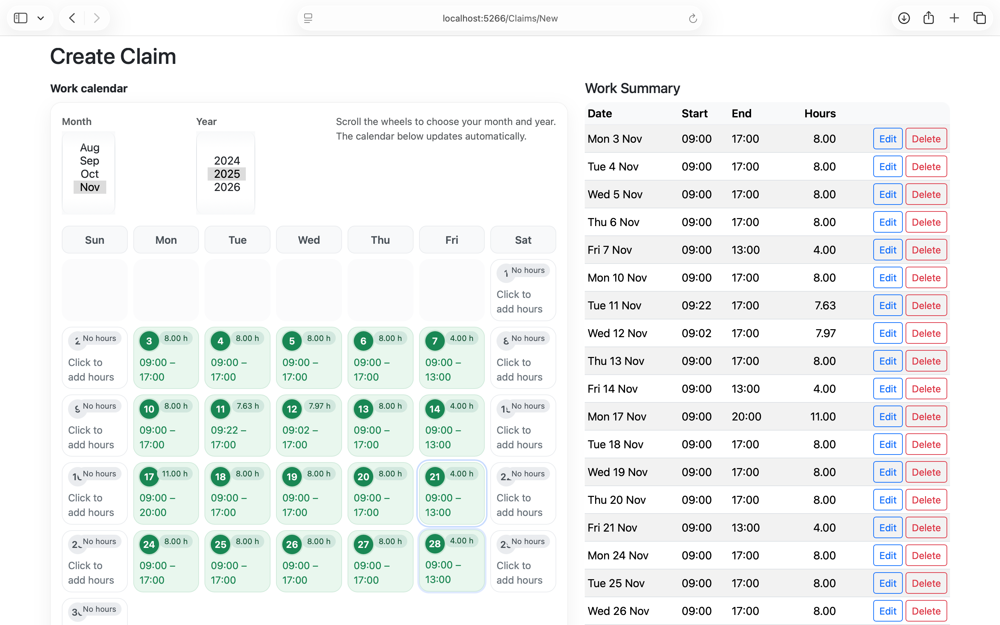 localhost:5266/Claims/New
Create Claim
Work calendar
Month
Year
Scroll the wheels to choose your month and year.
The calendar below updates automatically.
Aug
Sep
Oct
Nov
2024
2025
2026
Sun Mon Tue Wed Thu Fri Sat
1 No hours
Click to
add hours
2 No hours
Click to
add hours
3 8.00 h
09:00 –
17:00
4 8.00 h
09:00 –
17:00
5 8.00 h
09:00 –
17:00
6 8.00 h
09:00 –
17:00
7 4.00 h
09:00 –
13:00
8 No hours
Click to
add hours
9 No hours
Click to
add hours
10 8.00 h
09:00 –
17:00
11 7.63 h
09:22 –
17:00
12 7.97 h
09:02 –
17:00
13 8.00 h
09:00 –
17:00
14 4.00 h
09:00 –
13:00
No hours
Click to
add hours
No hours
Click to
add hours
17 11.00 h
09:00 –
20:00
18 8.00 h
09:00 –
17:00
19 8.00 h
09:00 –
17:00
20 8.00 h
09:00 –
17:00
21 4.00 h
09:00 –
13:00
No hours
Click to
add hours
No hours
Click to
add hours
24 8.00 h
09:00 –
17:00
25 8.00 h
09:00 –
17:00
26 8.00 h
09:00 –
17:00
27 8.00 h
09:00 –
17:00
28 4.00 h
09:00 –
13:00
No hours
Click to
add hours
No hours
Work Summary
Date Start End Hours
Mon 3 Nov 09:00 17:00 8.00 Edit Delete
Tue 4 Nov 09:00 17:00 8.00 Edit Delete
Wed 5 Nov 09:00 17:00 8.00 Edit Delete
Thu 6 Nov 09:00 17:00 8.00 Edit Delete
Fri 7 Nov 09:00 13:00 4.00 Edit Delete
Mon 10 Nov 09:00 17:00 8.00 Edit Delete
Tue 11 Nov 09:22 17:00 7.63 Edit Delete
Wed 12 Nov 09:02 17:00 7.97 Edit Delete
Thu 13 Nov 09:00 17:00 8.00 Edit Delete
Fri 14 Nov 09:00 13:00 4.00 Edit Delete
Mon 17 Nov 09:00 20:00 11.00 Edit Delete
Tue 18 Nov 09:00 17:00 8.00 Edit Delete
Wed 19 Nov 09:00 17:00 8.00 Edit Delete
Thu 20 Nov 09:00 17:00 8.00 Edit Delete
Fri 21 Nov 09:00 13:00 4.00 Edit Delete
Mon 24 Nov 09:00 17:00 8.00 Edit Delete
Tue 25 Nov 09:00 17:00 8.00 Edit Delete
Wed 26 Nov 09:00 17:00 8.00 Edit Delete